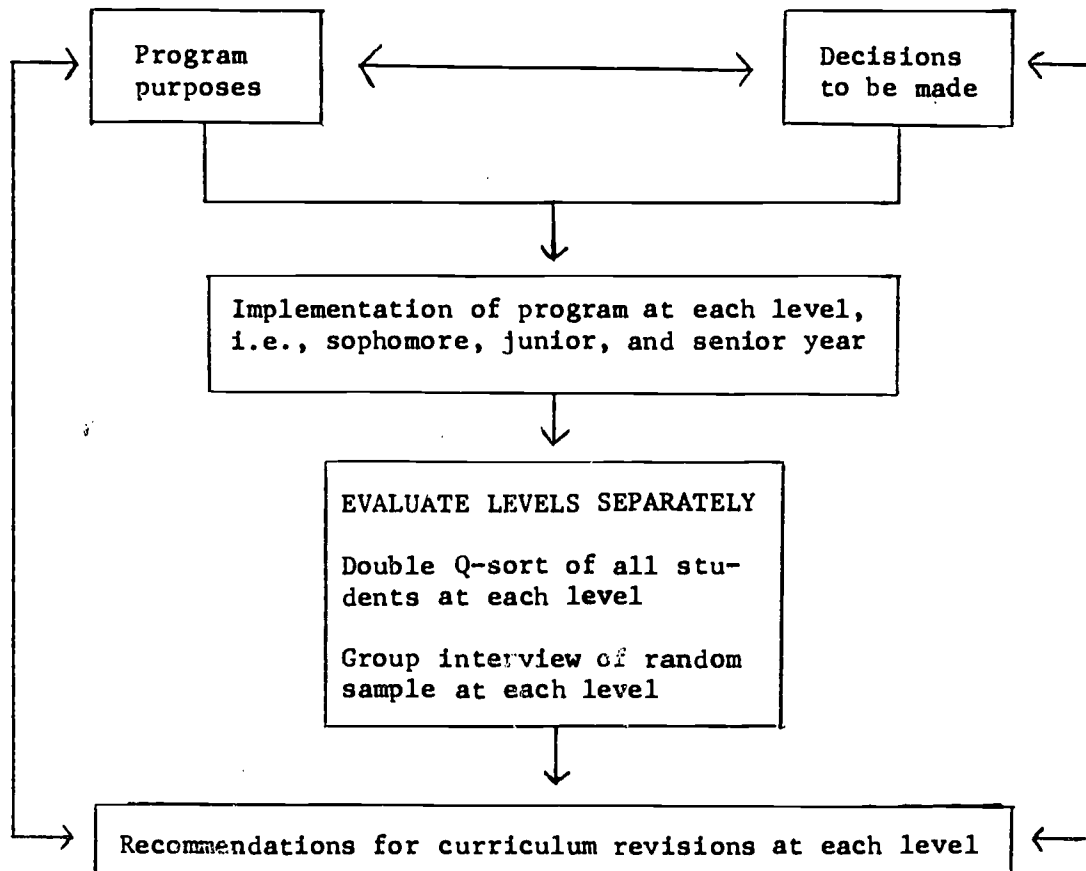 Program
purposes
Decisions
to be made
Implementation of program at each level,
i.e., sophomore, junior, and senior year
EVALUATE LEVELS SEPARATELY
Double Q-sort of all stu-
dents at each level
Group interview of random
sample at each level
Recommendations for curriculum revisions at each level